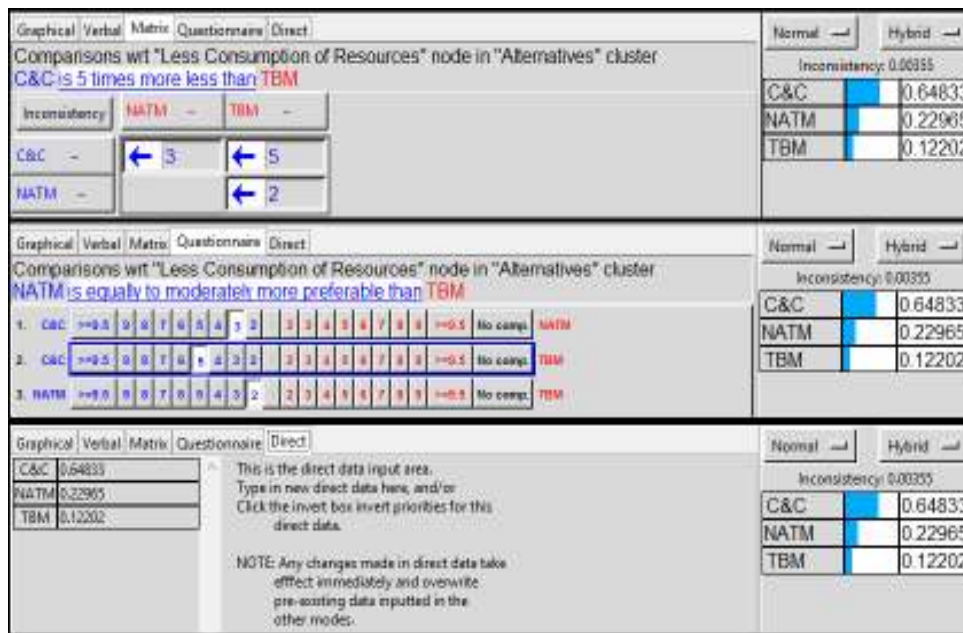 Graphical Verbal Matrix Questionnaire Direct
Comparisons wrt "Less Consumption of Resources" node in "Alternatives" cluster
C&C is 5 times more less than TBM
Inconsistency NATM ~ TBM ~
C&C ~ 3 5
NATM ~ 2
Normal Hybrid
Inconsistency: 0.00355
C&C 0.64833
NATM 0.22965
TBM 0.12202
Graphical Verbal Matrix Questionnaire Direct
Comparisons wrt "Less Consumption of Resources" node in "Alternatives" cluster
NATM is equally to moderately more preferable than TBM
1. C&C >=9.5 9 8 7 6 5 4 3 2 2 3 4 5 6 7 8 9 >=9.5 No comp. NATM
2. C&C >=9.5 9 8 7 6 5 4 3 2 2 3 4 5 6 7 8 9 >=9.5 No comp. TBM
3. NATM >=9.5 9 8 7 6 5 4 3 2 2 3 4 5 6 7 8 9 >=9.5 No comp. TBM
Normal Hybrid
Inconsistency: 0.00355
C&C 0.64833
NATM 0.22965
TBM 0.12202
Graphical Verbal Matrix Questionnaire Direct
C&C 0.64833
NATM 0.22965
TBM 0.12202
This is the direct data input area.
Type in new direct data here, and/or
Click the invert box invert priorities for this
direct data.
NOTE: Any changes made in direct data take
efffect immediately and overwrite
pre-existing data inputted in the
other modes.
Normal Hybrid
Inconsistency: 0.00355
C&C 0.64833
NATM 0.22965
TBM 0.12202